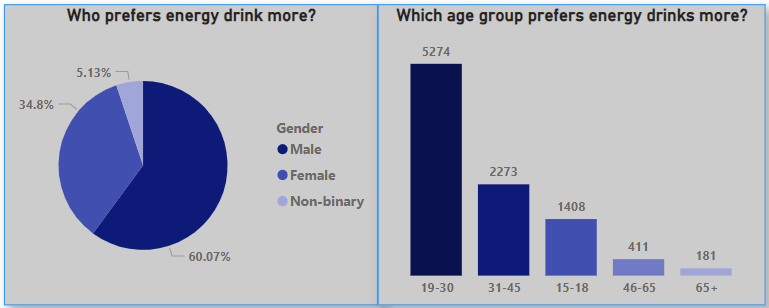 Who prefers energy drink more?
5.13%
34.8%
60.07%
Gender
Male
Female
Non-binary
Which age group prefers energy drinks more?
5274
2273
1408
411
181
19-30
31-45
15-18
46-65
65+